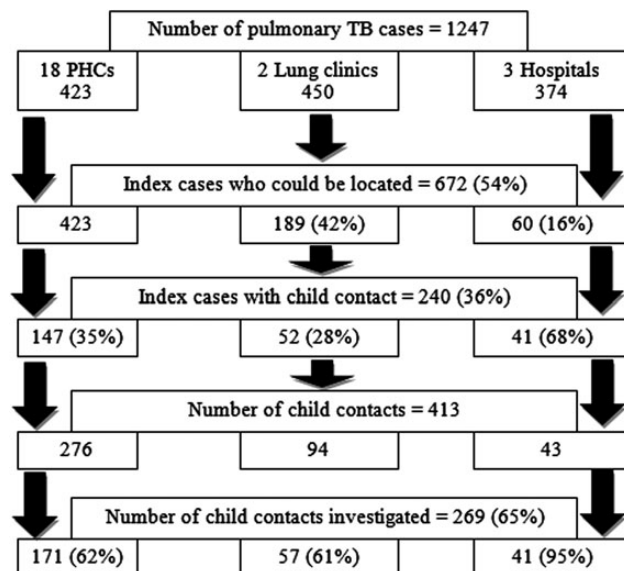 Number of pulmonary TB cases = 1247
18 PHCs
423
2 Lung clinics
450
3 Hospitals
374
Index cases who could be located = 672 (54%)
423
189 (42%)
60 (16%)
Index cases with child contact = 240 (36%)
147 (35%)
52 (28%)
41 (68%)
Number of child contacts = 413
276
94
43
Number of child contacts investigated = 269 (65%)
171 (62%)
57 (61%)
41 (95%)